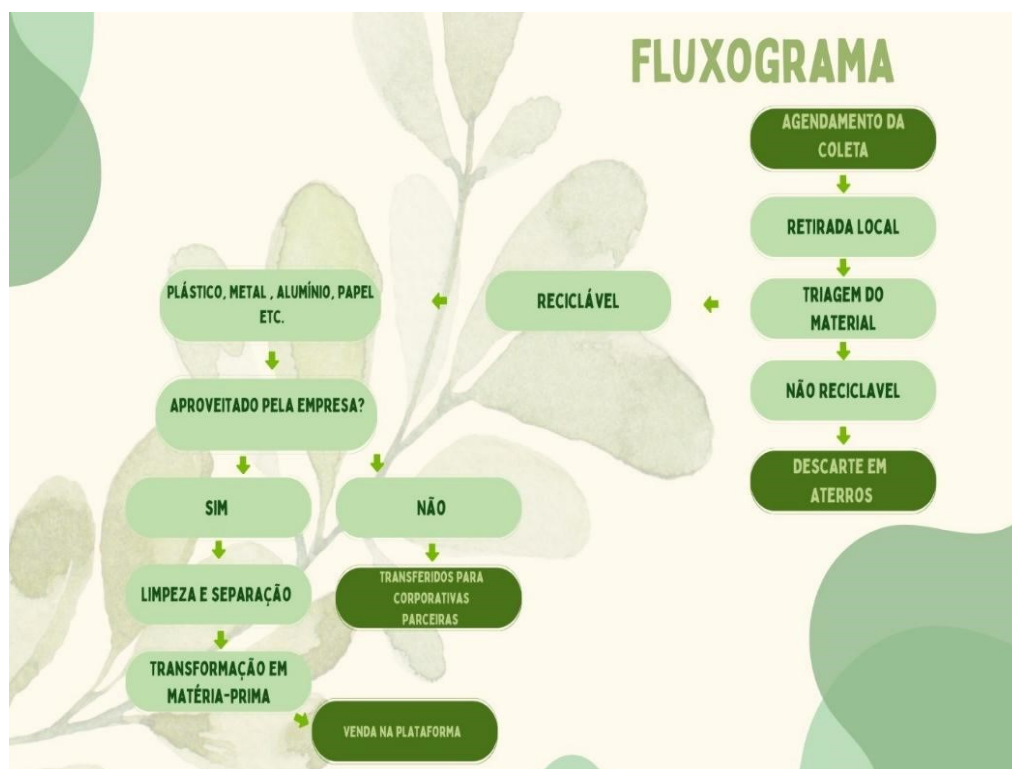 FLUXOGRAMA
AGENDAMENTO DA
COLETA
RETIRADA LOCAL
TRIAGEM DO
MATERIAL
NÃO RECICLAVEL
DESCARTE EM
ATERROS
RECICLÁVEL
PLÁSTICO, METAL , ALUMÍNIO, PAPEL
ETC.
APROVEITADO PELA EMPRESA?
SIM
NÃO
LIMPEZA E SEPARAÇÃO
TRANSFERIDOS PARA
CORPORATIVAS
PARCEIRAS
TRANSFORMAÇÃO EM
MATÉRIA-PRIMA
VENDA NA PLATAFORMA